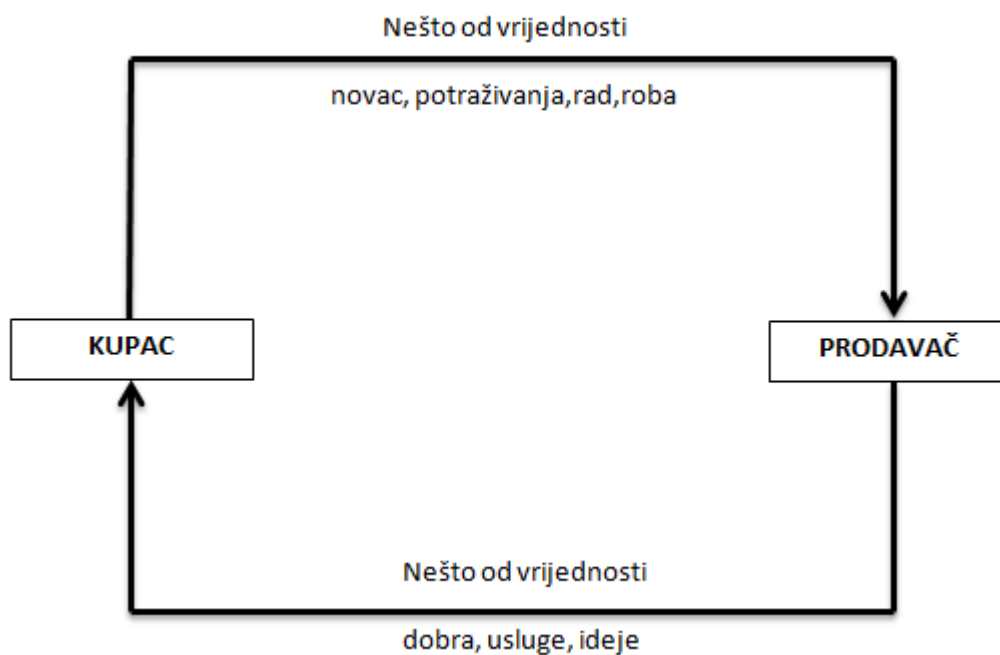 Nešto od vrijednosti
novac, potraživanja,rad,roba
KUPAC
PRODAVAČ
Nešto od vrijednosti
dobra, usluge, ideje